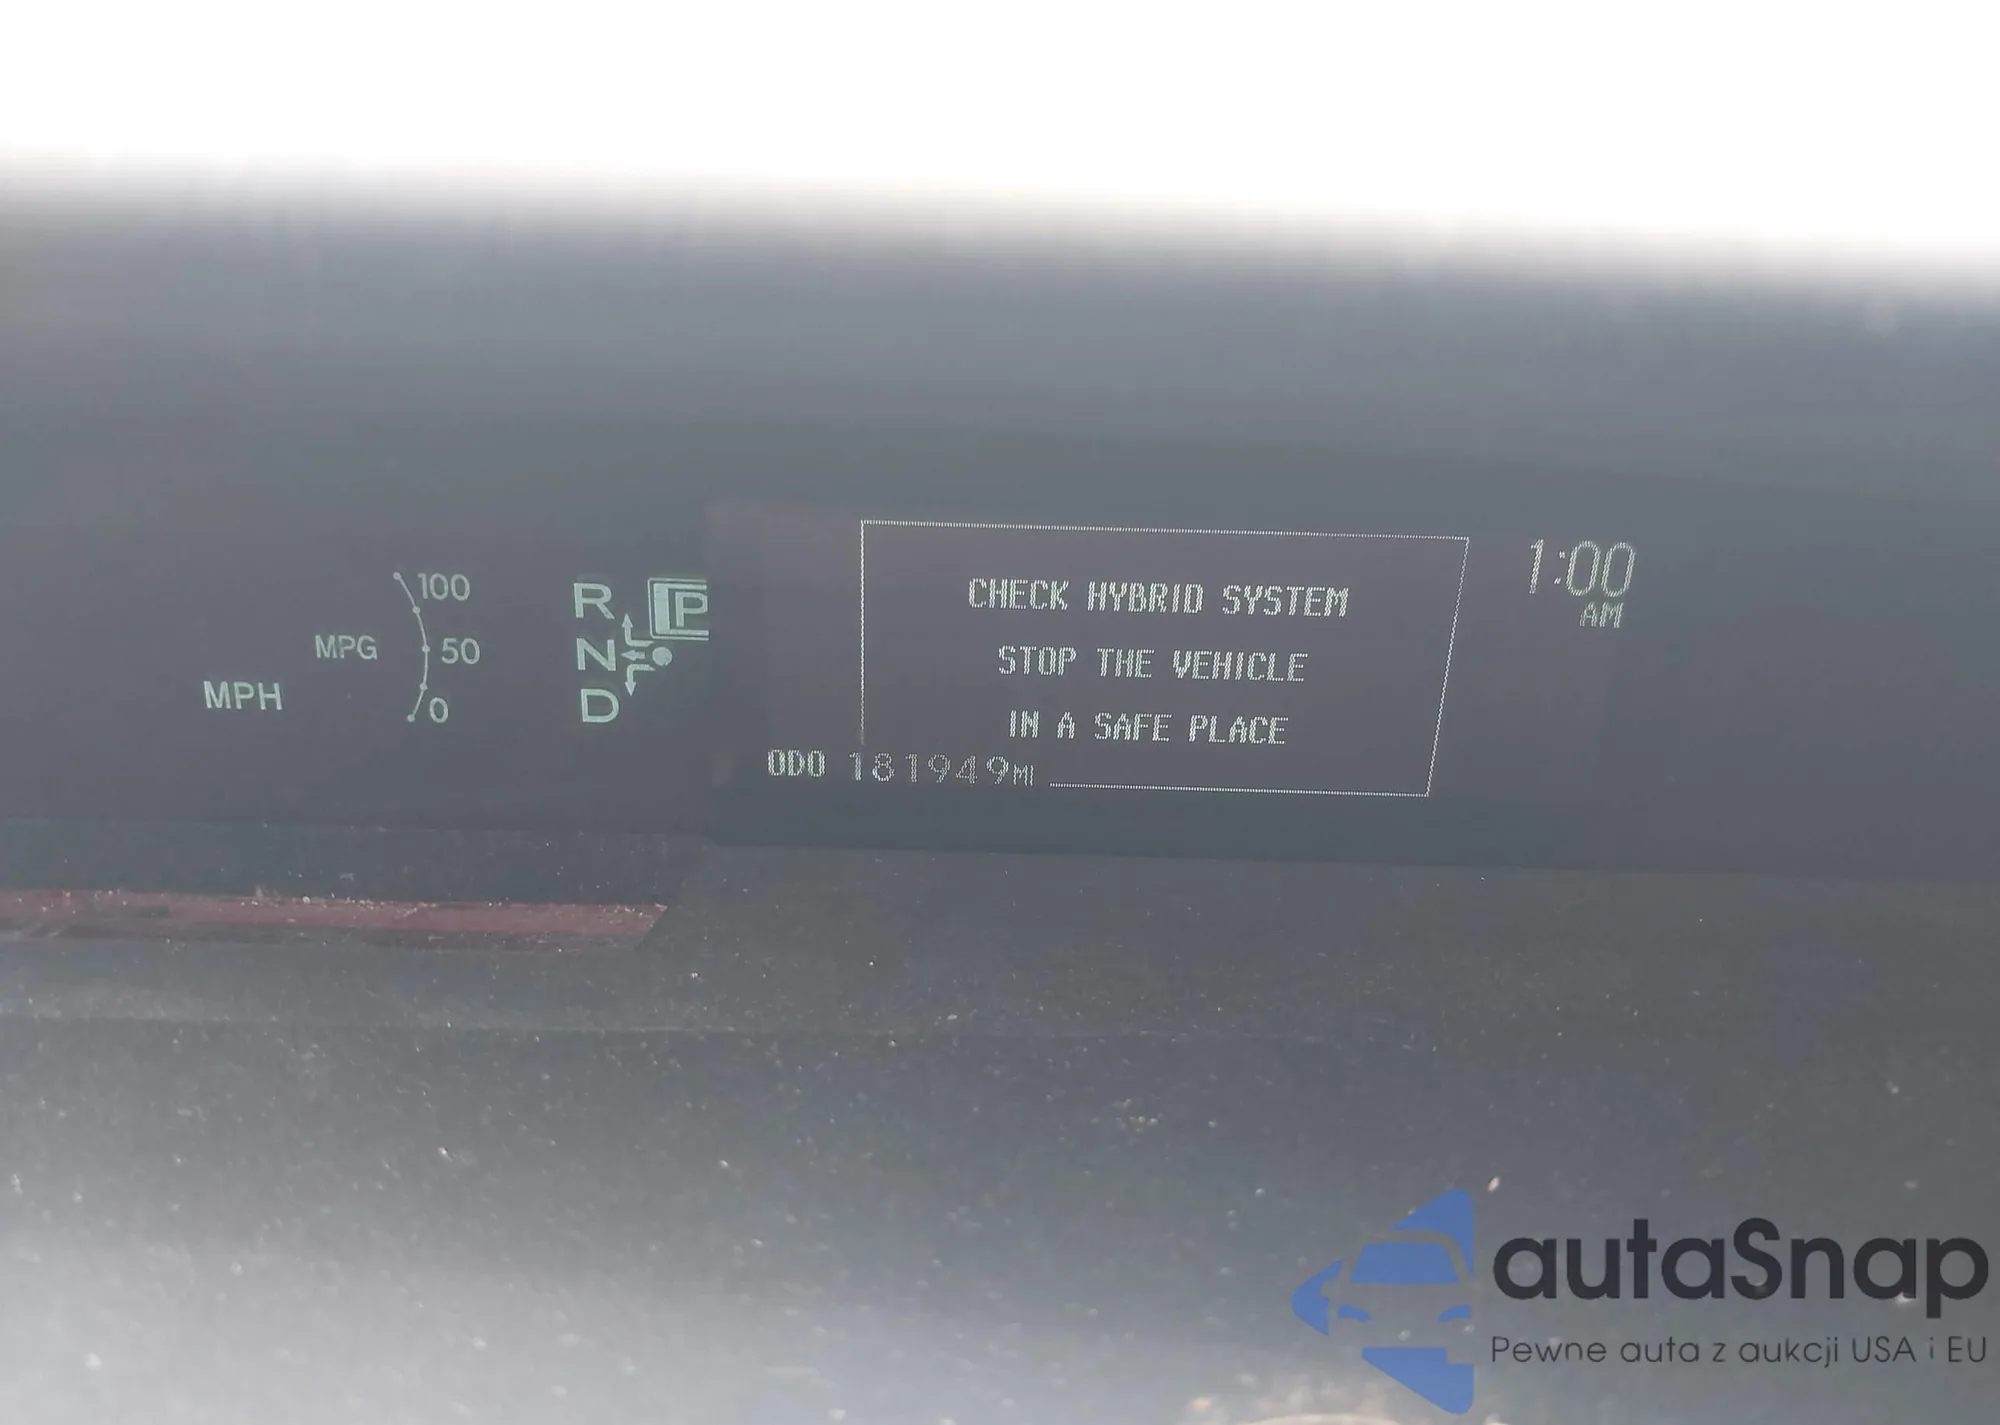 100
MPG 50
0
MPH
R
P
N
D
CHECK HYBRID SYSTEM
STOP THE VEHICLE
IN A SAFE PLACE
ODO 181949MI
1:00
AM
autaSnap
Pewne auta z aukcji USA i EU